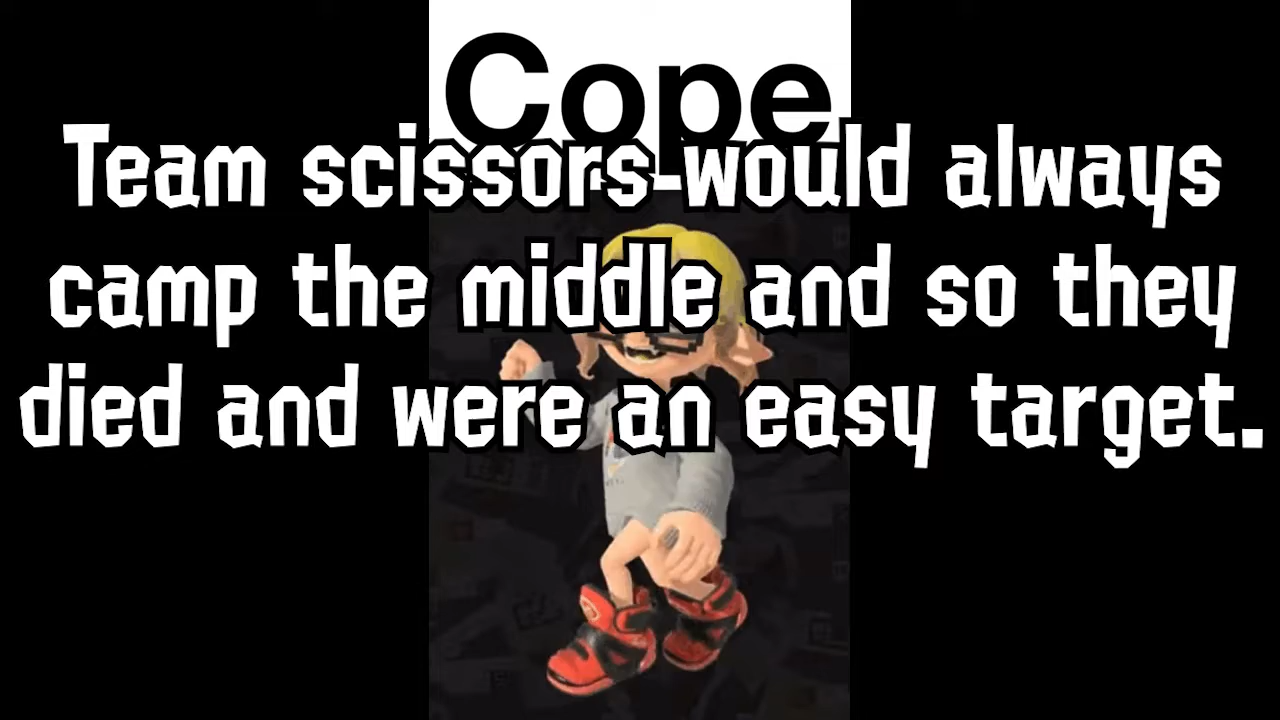 Cope
Team scissors would always
camp the middle and so they
died and were an easy target.